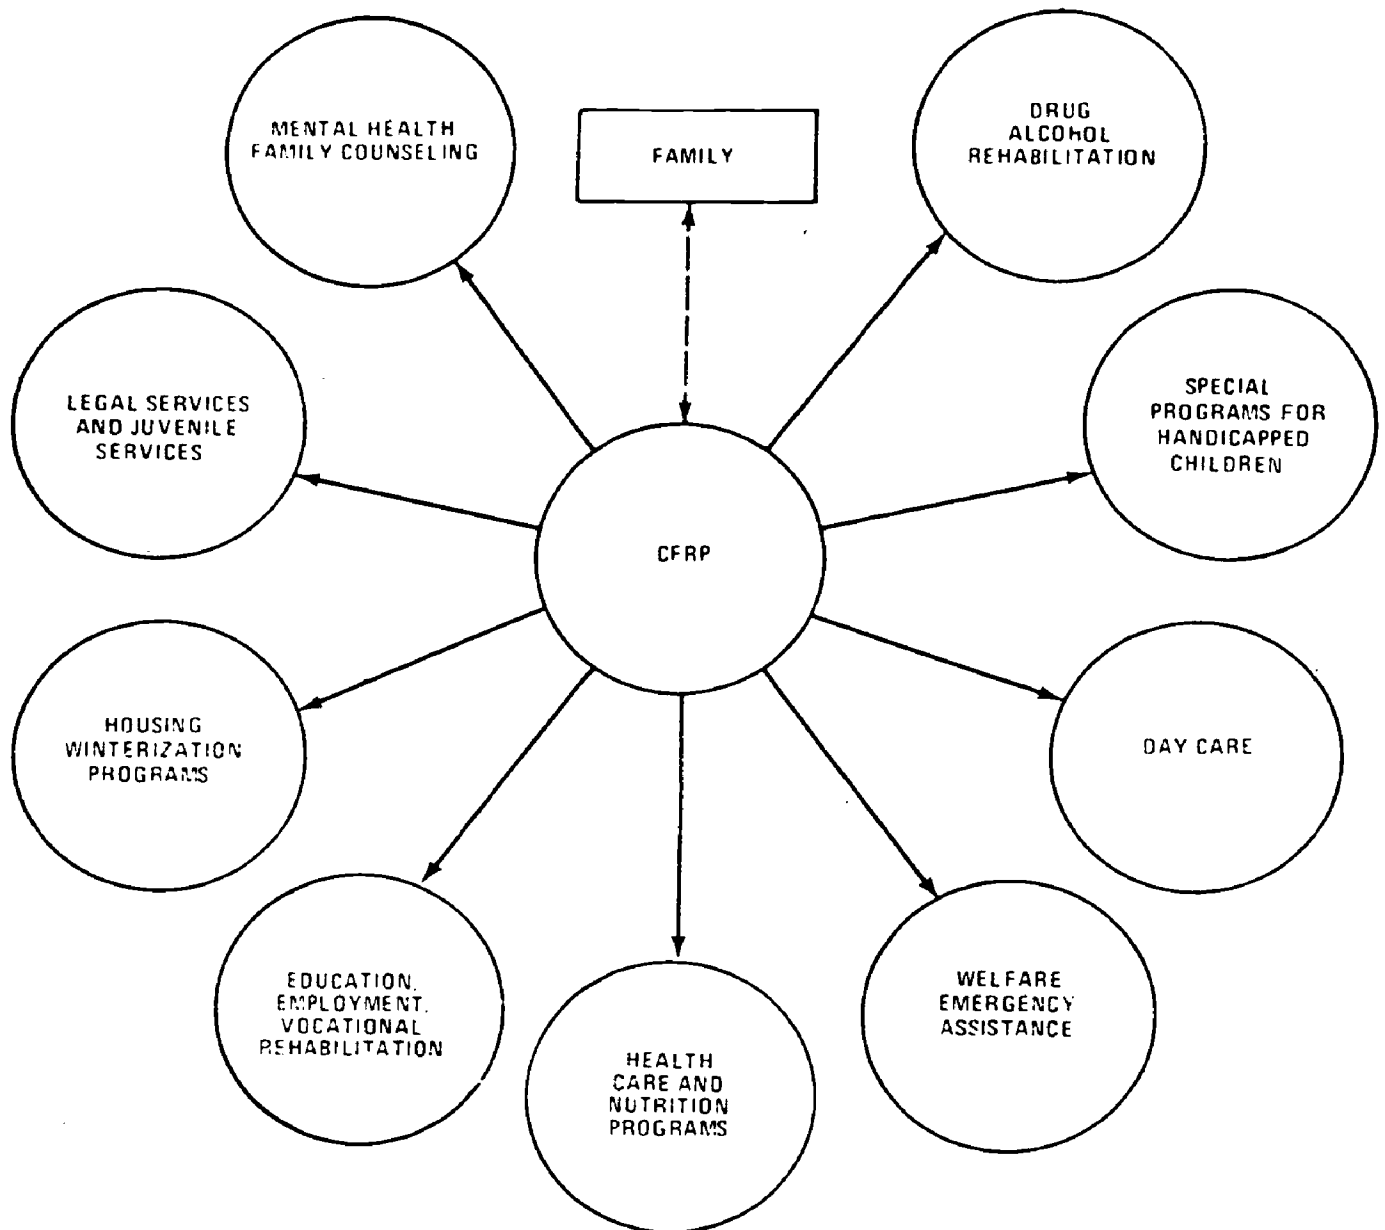 MENTAL HEALTH
FAMILY COUNSELING
FAMILY
DRUG
ALCOHOL
REHABILITATION
LEGAL SERVICES
AND JUVENILE
SERVICES
SPECIAL
PROGRAMS FOR
HANDICAPPED
CHILDREN
CFRP
HOUSING
WINTERIZATION
PROGRAMS
DAY CARE
EDUCATION,
EMPLOYMENT,
VOCATIONAL
REHABILITATION
HEALTH
CARE AND
NUTRITION
PROGRAMS
WELFARE
EMERGENCY
ASSISTANCE